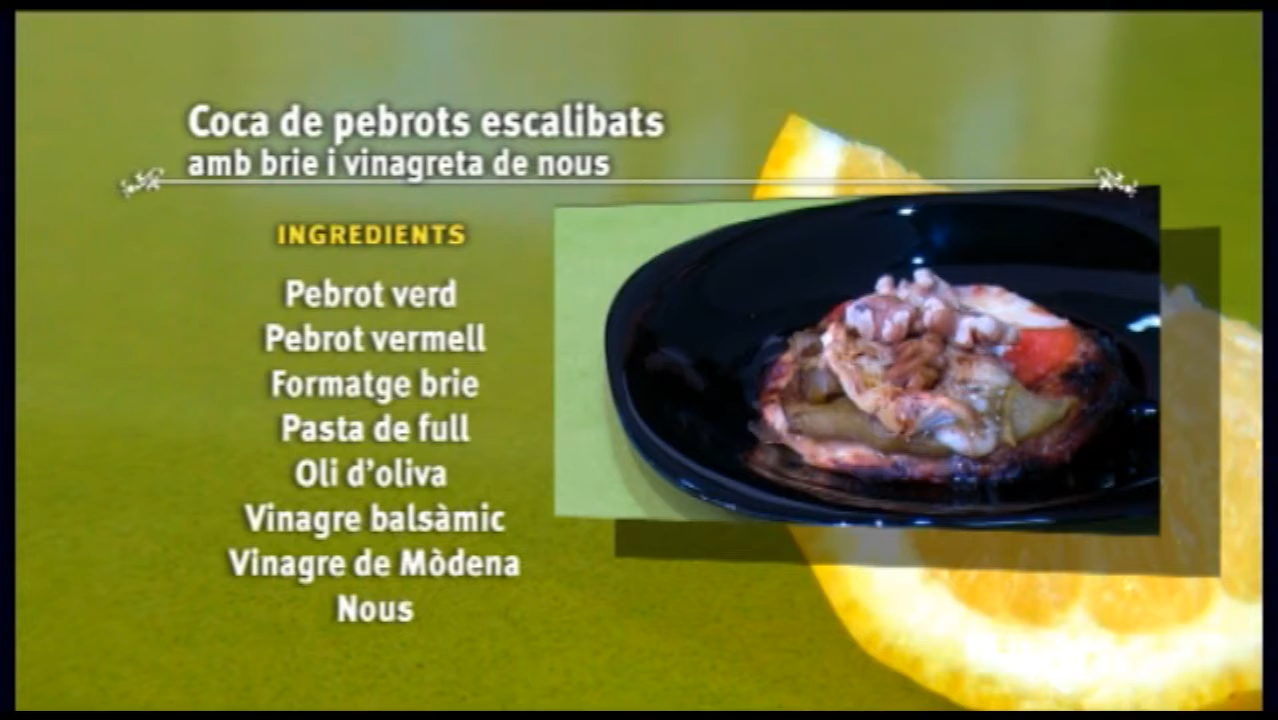 Coca de pebrots escalibats
amb brie i vinagreta de nous
INGREDIENTS
Pebrot verd
Pebrot vermell
Formatge brie
Pasta de full
Oli d’oliva
Vinagre balsàmic
Vinagre de Mòdena
Nous